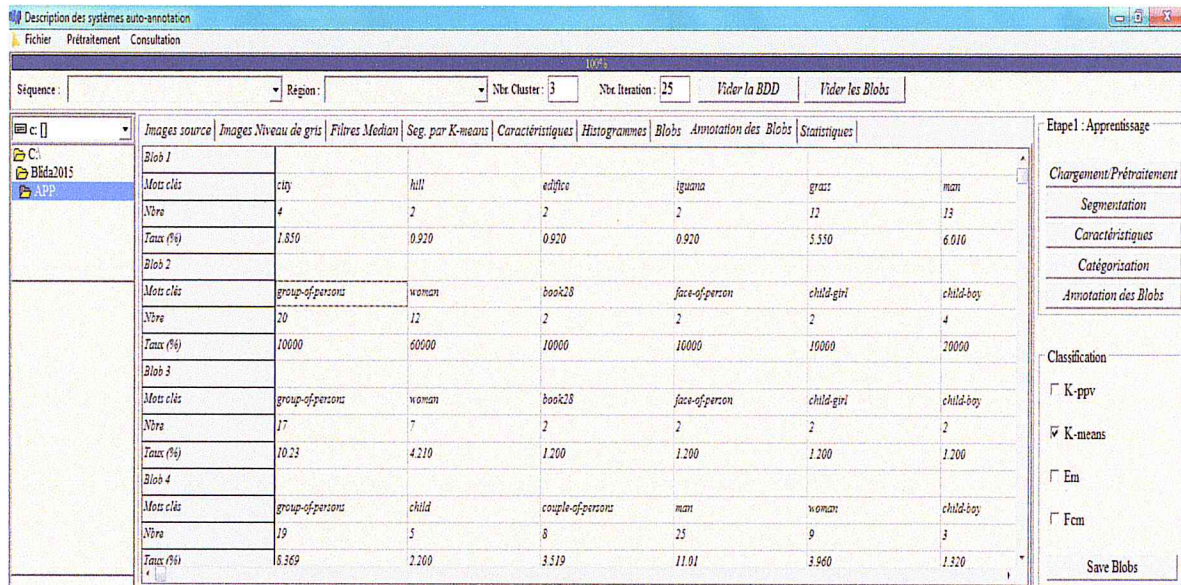 Description des systèmes auto-annotation
Fichier Prétraitement Consultation
100%
Séquence : Région : Nbr. Cluster : 3 Nbr. Iteration : 25 Vider la BDD Vider les Blobs
c: []
C:\
Blida2015
APP
Images source Images Niveau de gris Filtres Median Seg. par K-means Caractéristiques Histogrammes Blobs Annotation des Blobs Statistiques
Blob 1
Mots clés city hill edifice iguana grass man
Nbre 4 2 2 2 12 13
Taux (%) 1.850 0.920 0.920 0.920 5.550 6.010
Blob 2
Mots clés group-of-persons woman book28 face-of-person child-girl child-boy
Nbre 20 12 2 2 2 4
Taux (%) 10000 60000 10000 10000 10000 20000
Blob 3
Mots clés group-of-persons woman book28 face-of-person child-girl child-boy
Nbre 17 7 2 2 2 2
Taux (%) 10.23 4.210 1.200 1.200 1.200 1.200
Blob 4
Mots clés group-of-persons child couple-of-persons man woman child-boy
Nbre 19 5 8 25 9 3
Taux (%) 8.369 2.200 3.519 11.01 3.960 1.320
Etape1 : Apprentissage
Chargement/Prétraitement
Segmentation
Caractéristiques
Catégorisation
Annotation des Blobs
Classification
K-ppv
K-means
Em
Fcm
Save Blobs